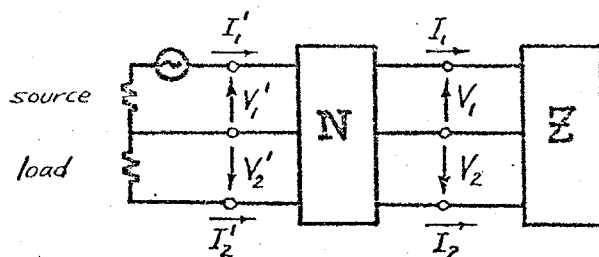 I₁' I₁
source V₁' N V₁ Z
load V₂' V₂
I₂' I₂